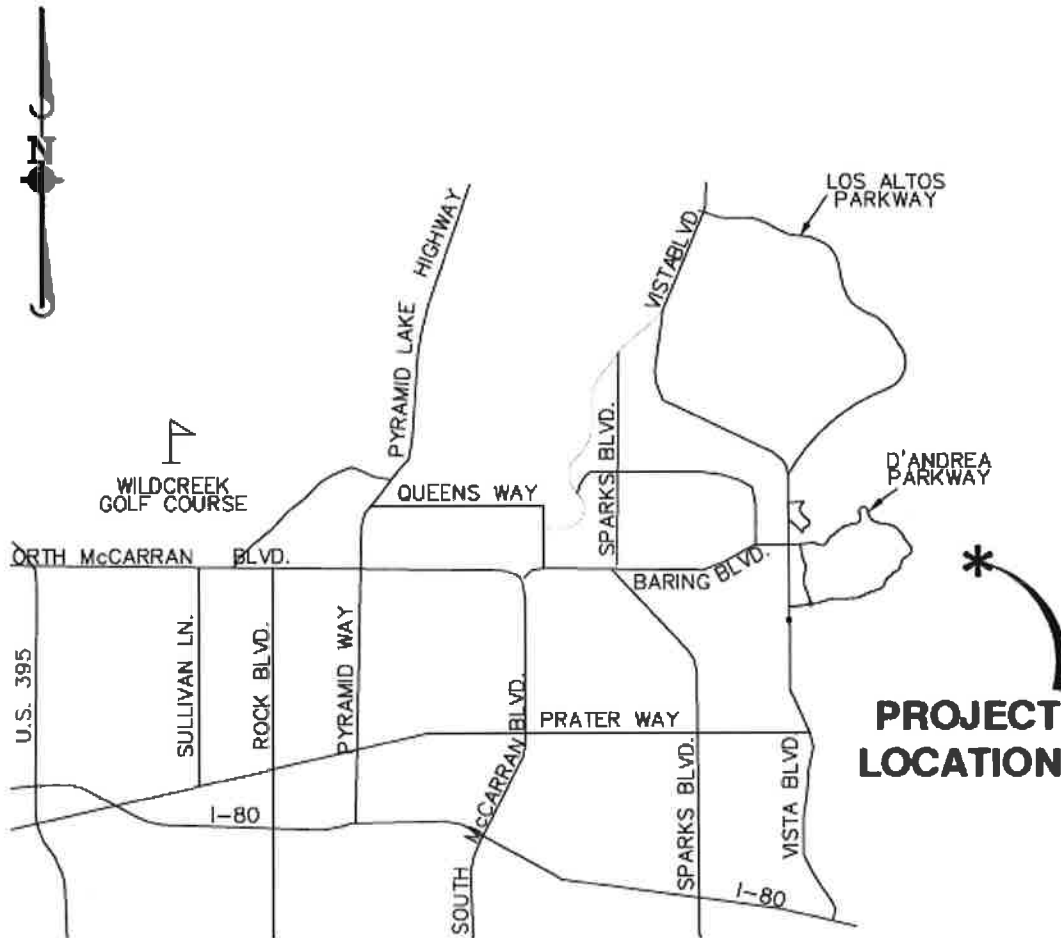 N
LOS ALTOS
PARKWAY
PYRAMID LAKE HIGHWAY
VISTA BLVD.
WILDCREEK
GOLF COURSE
QUEENS WAY
SPARKS BLVD.
D'ANDREA
PARKWAY
ORTH McCARRAN BLVD.
BARING BLVD.
U.S. 395
SULLIVAN LN.
ROCK BLVD.
PYRAMID WAY
SOUTH McCARRAN BLVD.
PRATER WAY
SPARKS BLVD.
VISTA BLVD.
*
PROJECT
LOCATION
I-80
I-80